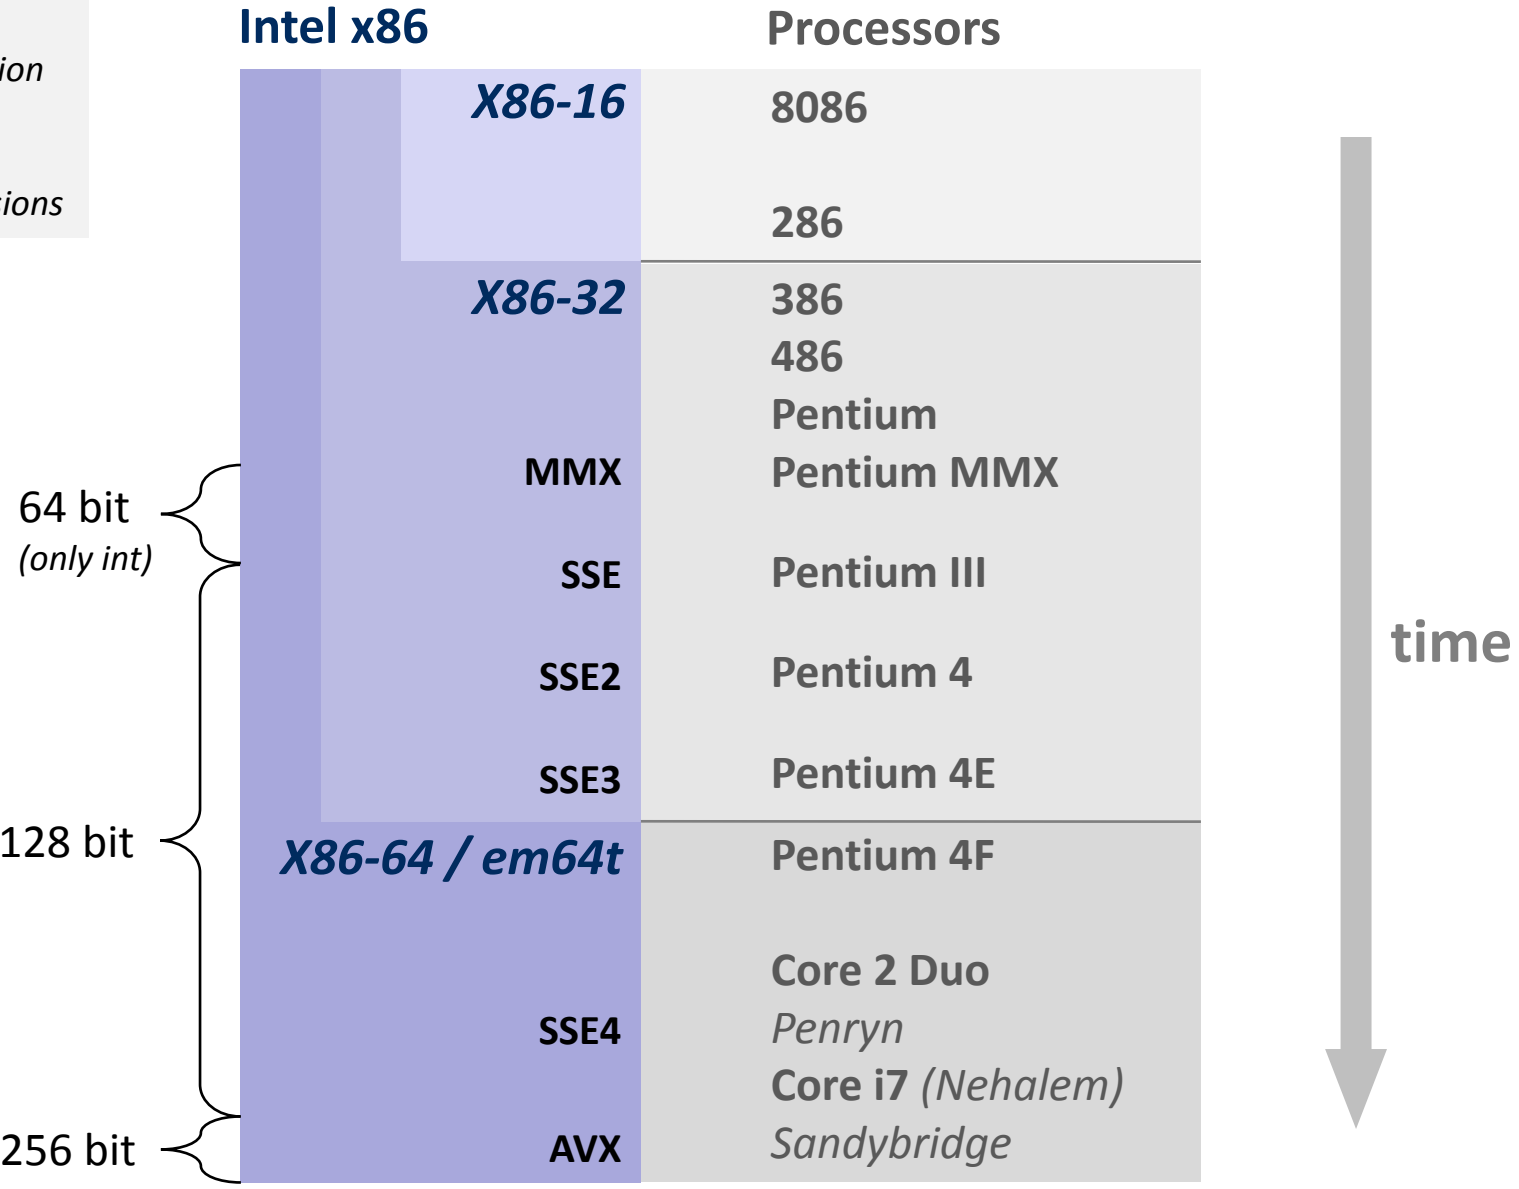 Intel x86 Processors
ion
X86-16 8086
sions
286
X86-32 386
486
Pentium
MMX Pentium MMX
64 bit
(only int)
SSE Pentium III
time
SSE2 Pentium 4
SSE3 Pentium 4E
128 bit
X86-64 / em64t Pentium 4F
Core 2 Duo
SSE4 Penryn
Core i7 (Nehalem)
256 bit
AVX Sandybridge